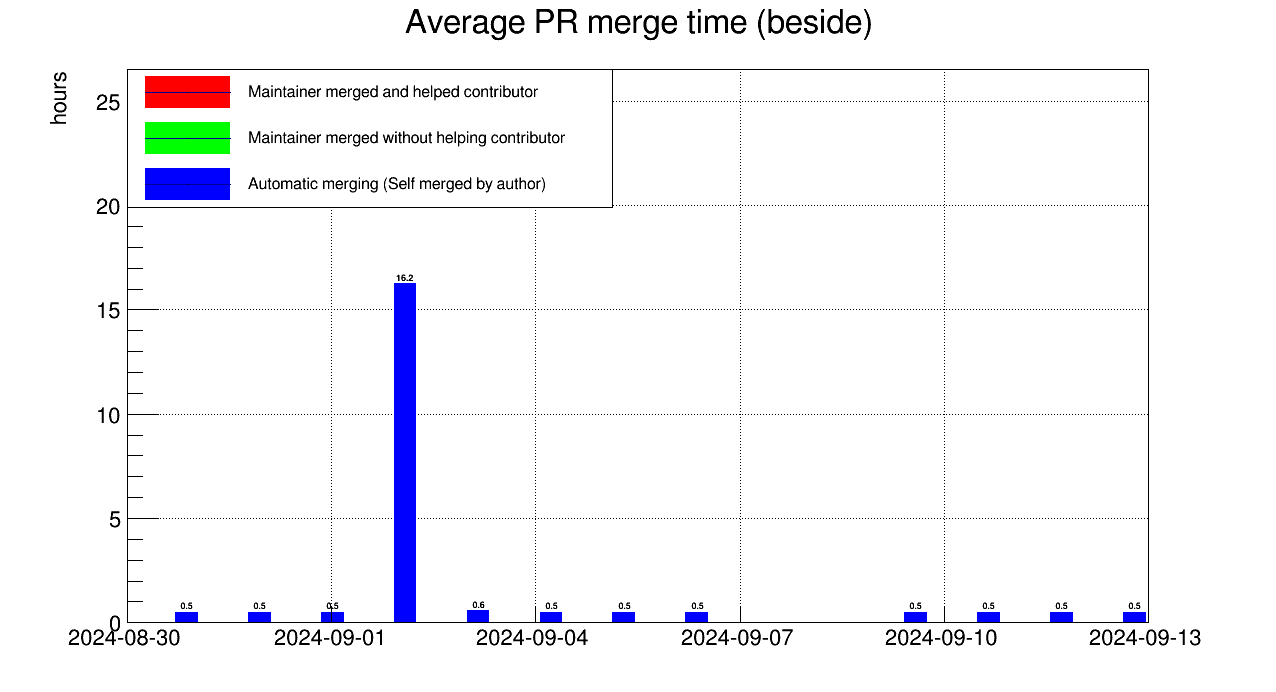 Average PR merge time (beside)
hours
Maintainer merged and helped contributor
Maintainer merged without helping contributor
Automatic merging (Self merged by author)
25
20
15
10
5
0
16.2
0.5 0.5 0.5 0.6 0.5 0.5 0.5 0.5 0.5 0.5 0.5
2024-08-30 2024-09-01 2024-09-04 2024-09-07 2024-09-10 2024-09-13